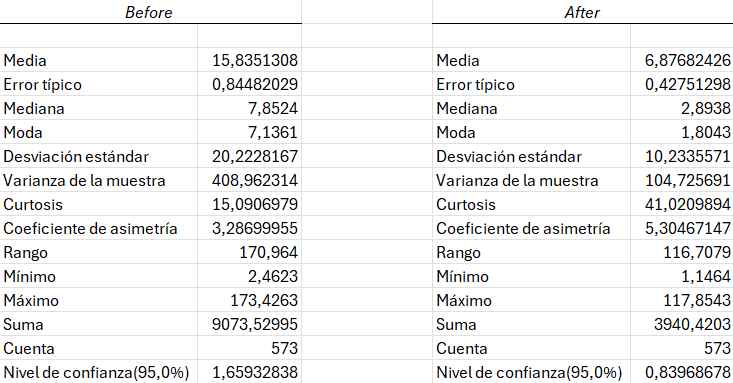 Before After
Media 15,8351308 Media 6,87682426
Error típico 0,84482029 Error típico 0,42751298
Mediana 7,8524 Mediana 2,8938
Moda 7,1361 Moda 1,8043
Desviación estándar 20,2228167 Desviación estándar 10,2335571
Varianza de la muestra 408,962314 Varianza de la muestra 104,725691
Curtosis 15,0906979 Curtosis 41,0209894
Coeficiente de asimetría 3,28699955 Coeficiente de asimetría 5,30467147
Rango 170,964 Rango 116,7079
Mínimo 2,4623 Mínimo 1,1464
Máximo 173,4263 Máximo 117,8543
Suma 9073,52995 Suma 3940,4203
Cuenta 573 Cuenta 573
Nivel de confianza(95,0%) 1,65932838 Nivel de confianza(95,0%) 0,83968678